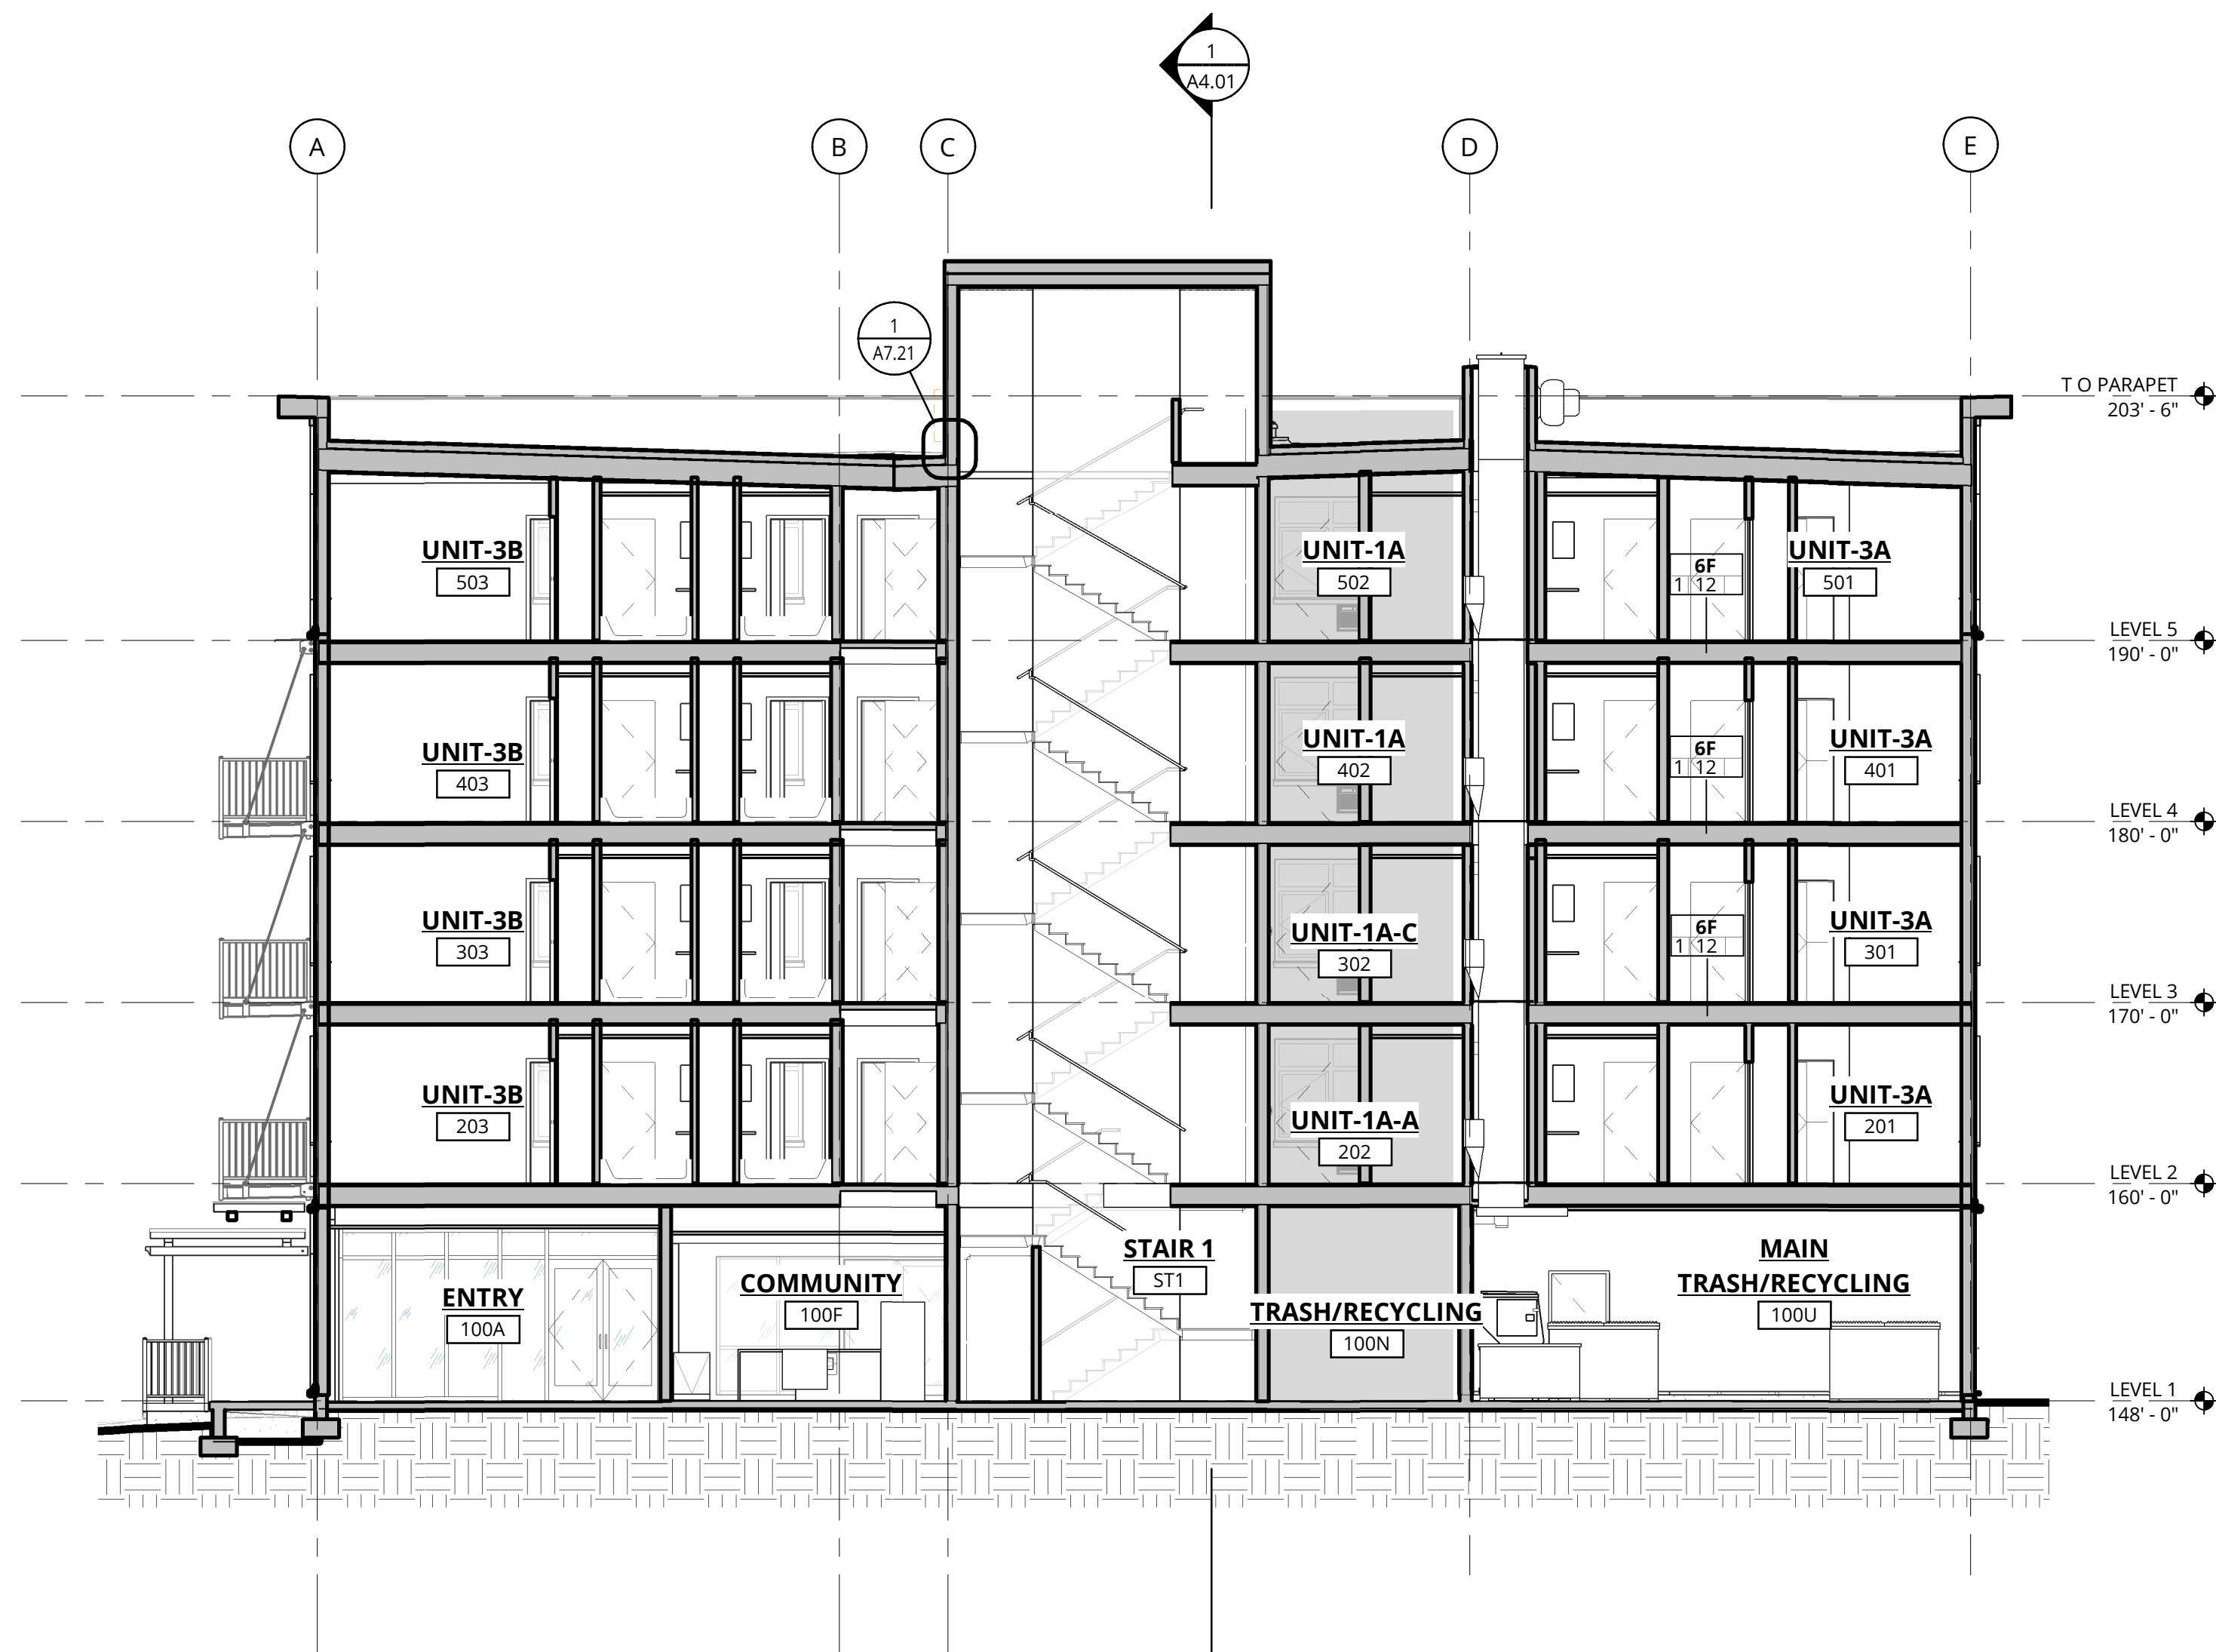 1
A4.01
A
B
C
D
E
1
A7.21
T O PARAPET
203' - 6"
UNIT-3B
503
UNIT-1A
502
6F
1 12
UNIT-3A
501
LEVEL 5
190' - 0"
UNIT-3B
403
UNIT-1A
402
6F
1 12
UNIT-3A
401
LEVEL 4
180' - 0"
UNIT-3B
303
UNIT-1A-C
302
6F
1 12
UNIT-3A
301
LEVEL 3
170' - 0"
UNIT-3B
203
UNIT-1A-A
202
UNIT-3A
201
LEVEL 2
160' - 0"
ENTRY
100A
COMMUNITY
100F
STAIR 1
ST1
TRASH/RECYCLING
100N
MAIN
TRASH/RECYCLING
100U
LEVEL 1
148' - 0"